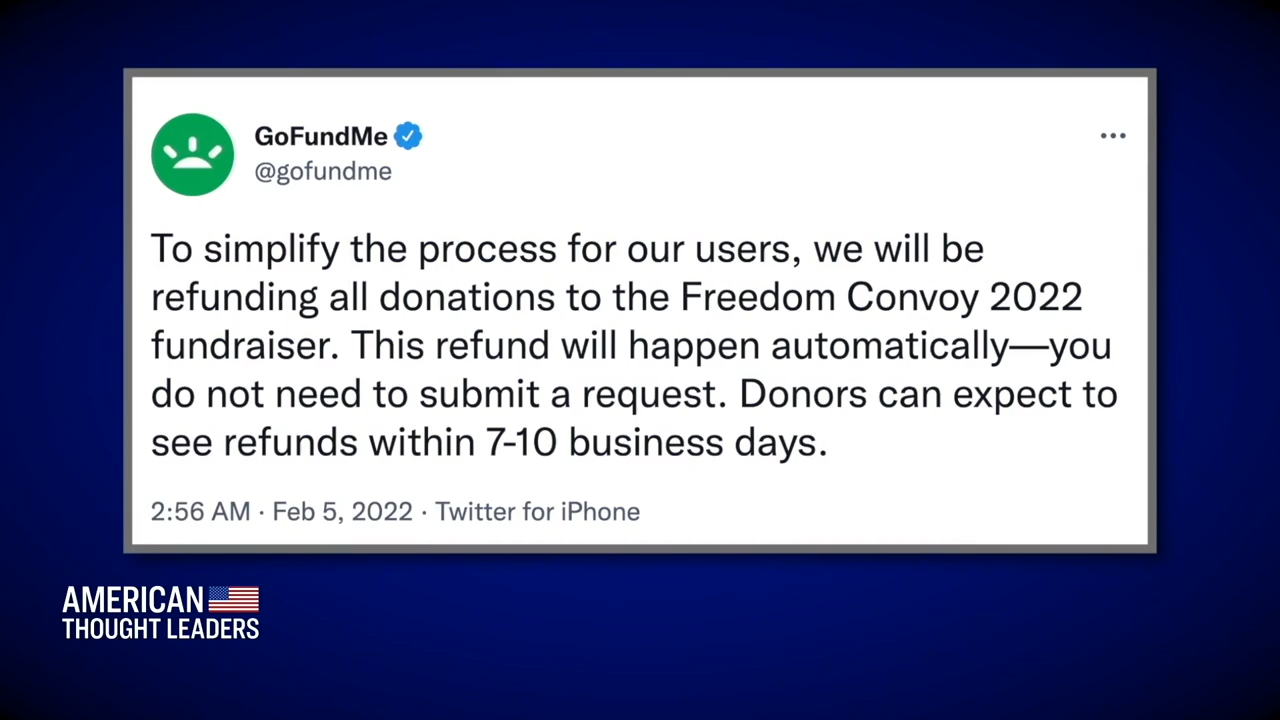 GoFundMe
@gofundme
To simplify the process for our users, we will be
refunding all donations to the Freedom Convoy 2022
fundraiser. This refund will happen automatically—you
do not need to submit a request. Donors can expect to
see refunds within 7-10 business days.
2:56 AM · Feb 5, 2022 · Twitter for iPhone
AMERICAN
THOUGHT LEADERS